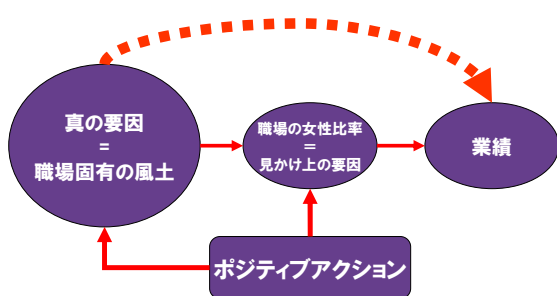 真の要因
=
職場固有の風土
職場の女性比率
=
見かけ上の要因
業績
ポジティブアクション